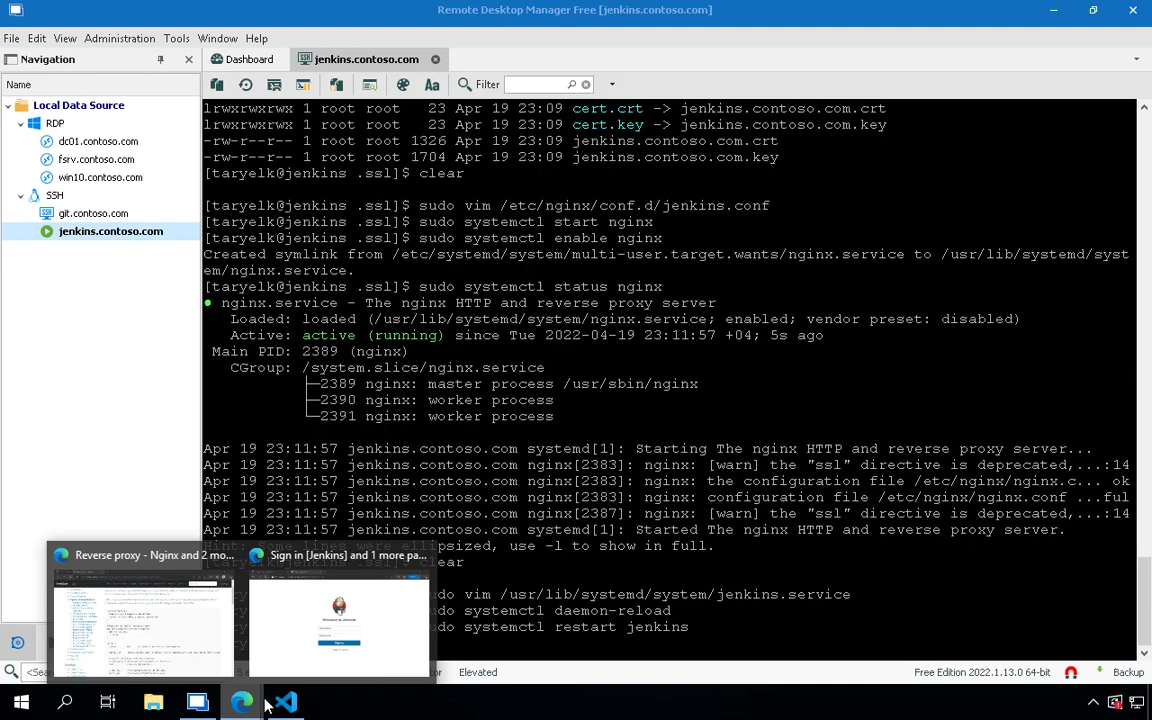 Remote Desktop Manager Free [jenkins.contoso.com]
File Edit View Administration Tools Window Help
Navigation
Dashboard
jenkins.contoso.com
Name
Filter
Local Data Source
RDP
dc01.contoso.com
fsrv.contoso.com
win10.contoso.com
SSH
git.contoso.com
jenkins.contoso.com
lrwxrwxrwx 1 root root   23 Apr 19 23:09 cert.crt -> jenkins.contoso.com.crt
lrwxrwxrwx 1 root root   23 Apr 19 23:09 cert.key -> jenkins.contoso.com.key
-rw-r--r-- 1 root root 1326 Apr 19 23:09 jenkins.contoso.com.crt
-rw-r--r-- 1 root root 1704 Apr 19 23:09 jenkins.contoso.com.key
[taryelk@jenkins .ssl]$ clear
[taryelk@jenkins .ssl]$ sudo vim /etc/nginx/conf.d/jenkins.conf
[taryelk@jenkins .ssl]$ sudo systemctl start nginx
[taryelk@jenkins .ssl]$ sudo systemctl enable nginx
Created symlink from /etc/systemd/system/multi-user.target.wants/nginx.service to /usr/lib/systemd/syst
em/nginx.service.
[taryelk@jenkins .ssl]$ sudo systemctl status nginx
● nginx.service - The nginx HTTP and reverse proxy server
Loaded: loaded (/usr/lib/systemd/system/nginx.service; enabled; vendor preset: disabled)
Active: active (running) since Tue 2022-04-19 23:11:57 +04; 5s ago
Main PID: 2389 (nginx)
CGroup: /system.slice/nginx.service
├─2389 nginx: master process /usr/sbin/nginx
├─2390 nginx: worker process
└─2391 nginx: worker process
Apr 19 23:11:57 jenkins.contoso.com systemd[1]: Starting The nginx HTTP and reverse proxy server...
Apr 19 23:11:57 jenkins.contoso.com nginx[2383]: nginx: [warn] the "ssl" directive is deprecated,...:14
Apr 19 23:11:57 jenkins.contoso.com nginx[2383]: nginx: the configuration file /etc/nginx/nginx.c... ok
Apr 19 23:11:57 jenkins.contoso.com nginx[2383]: nginx: configuration file /etc/nginx/nginx.conf ...ful
Apr 19 23:11:57 jenkins.contoso.com nginx[2387]: nginx: [warn] the "ssl" directive is deprecated,...:14
Apr 19 23:11:57 jenkins.contoso.com systemd[1]: Started The nginx HTTP and reverse proxy server.
Hint: Some lines were ellipsized, use -l to show in full.
clear
sudo vim /usr/lib/systemd/system/jenkins.service
sudo systemctl daemon-reload
sudo systemctl restart jenkins
Reverse proxy - Nginx and 2 mo...
Sign in [Jenkins] and 1 more pa...
Elevated
Free Edition 2022.1.13.0 64-bit
Backup